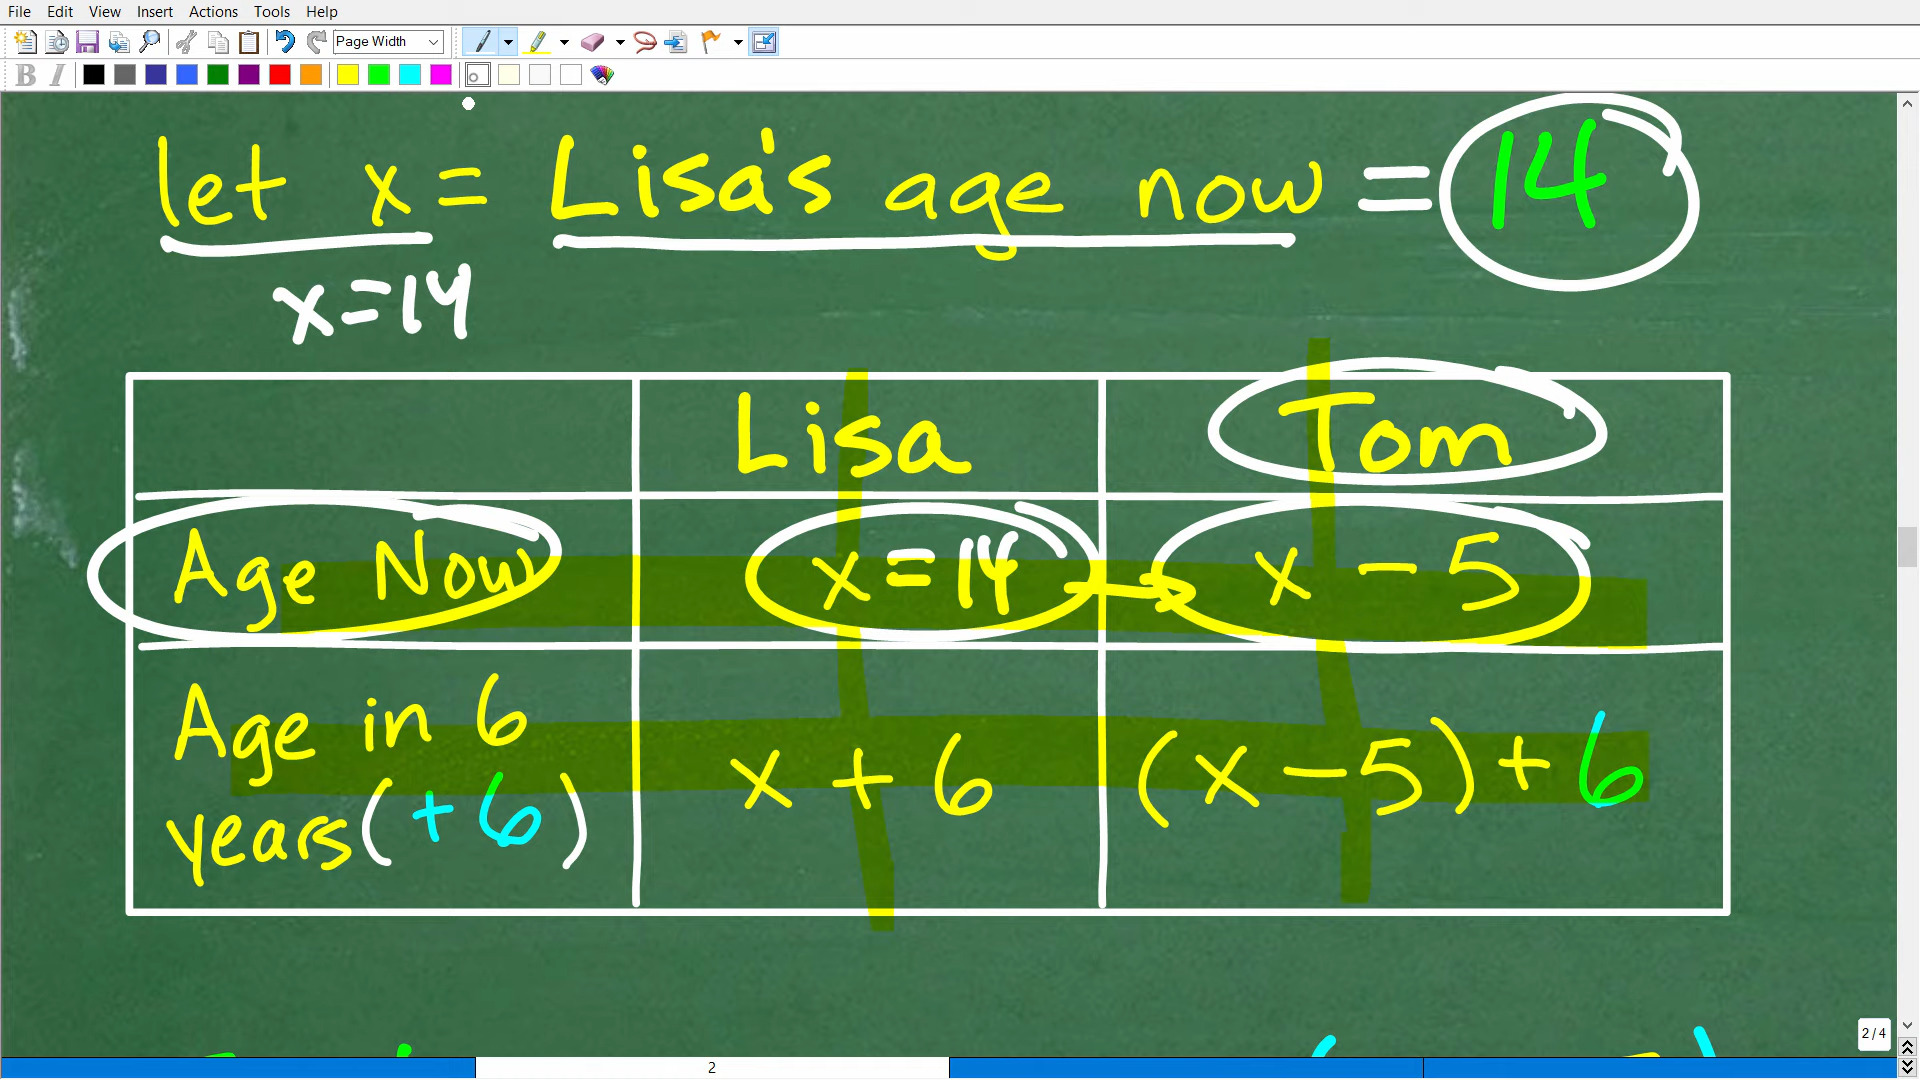 File Edit View Insert Actions Tools Help
Page Width
B I
let x = Lisa's age now = 14
x=14
Lisa Tom
Age Now x = 14 x - 5
Age in 6
years (+6) x + 6 (x - 5) + 6
2 / 4
2